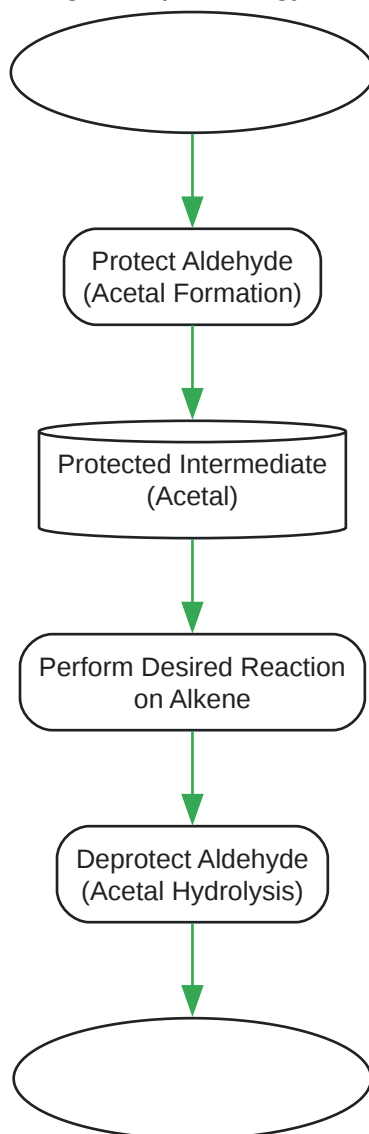 Protect Aldehyde
(Acetal Formation)
Protected Intermediate
(Acetal)
Perform Desired Reaction
on Alkene
Deprotect Aldehyde
(Acetal Hydrolysis)